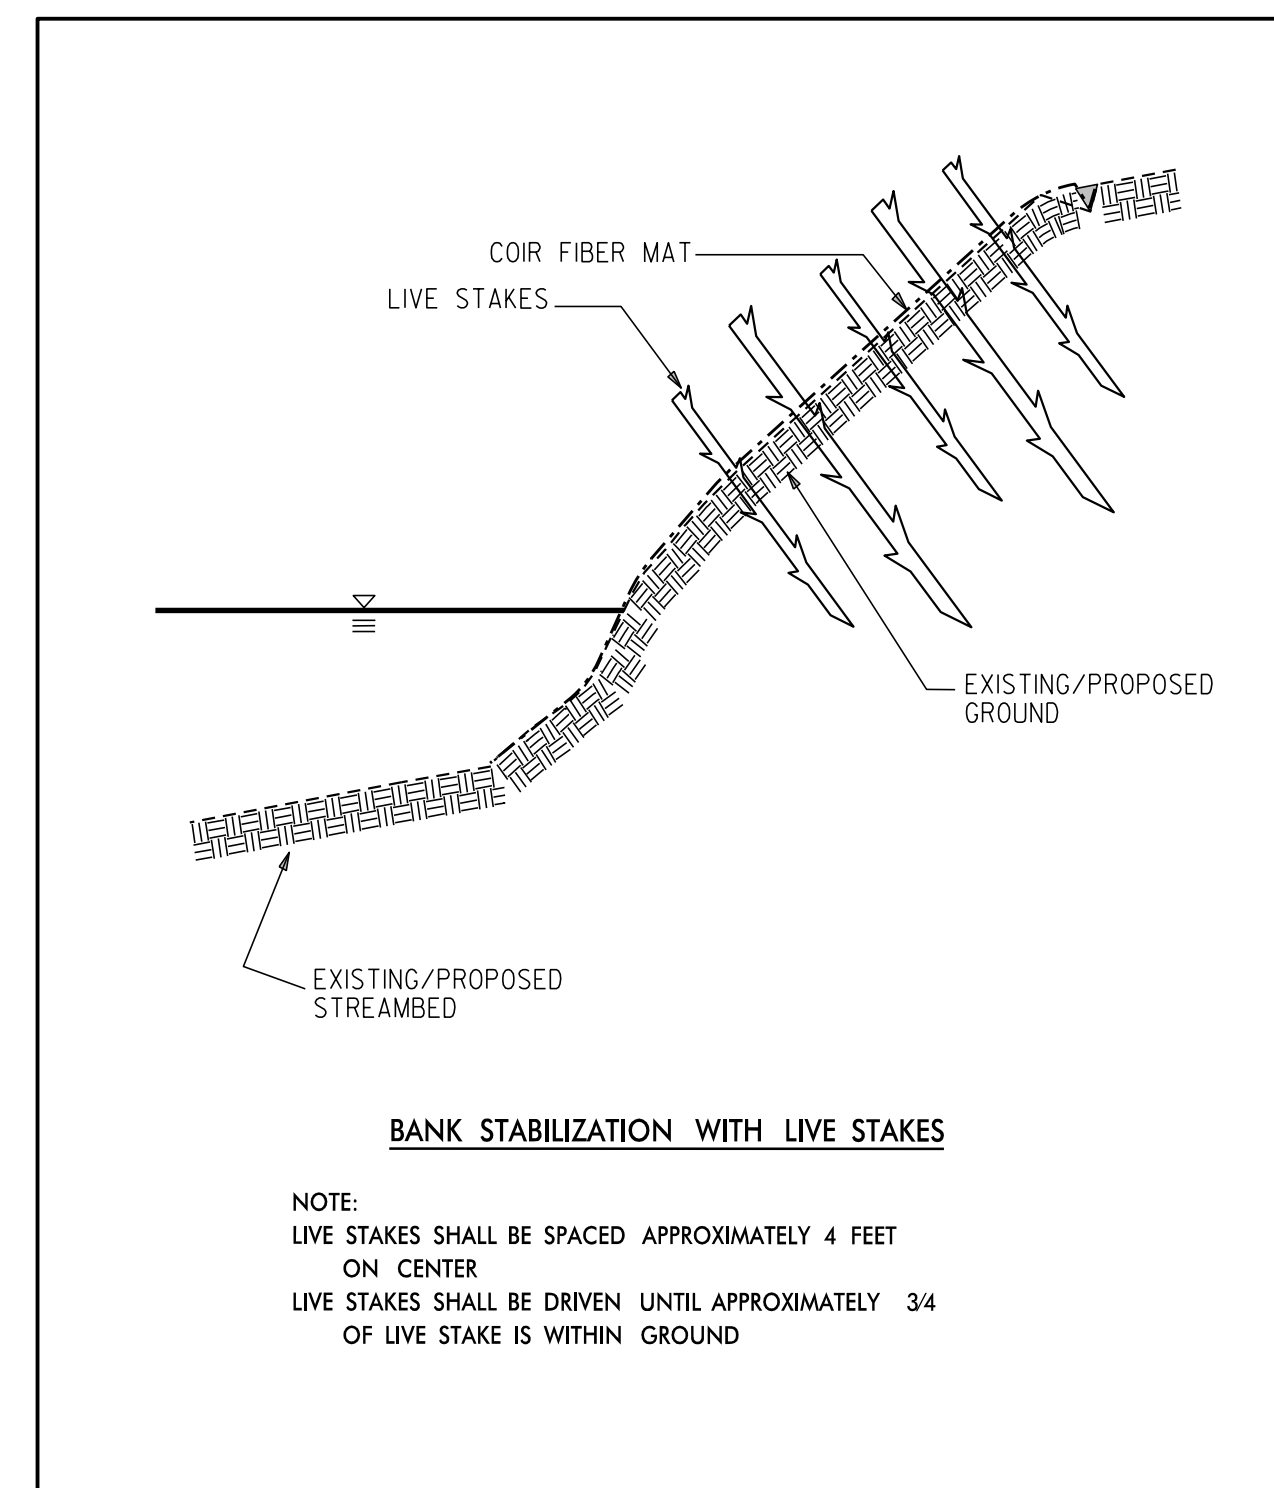 COIR FIBER MAT
LIVE STAKES
EXISTING/PROPOSED
GROUND
EXISTING/PROPOSED
STREAMBED
BANK STABILIZATION WITH LIVE STAKES
NOTE:
LIVE STAKES SHALL BE SPACED APPROXIMATELY 4 FEET
ON CENTER
LIVE STAKES SHALL BE DRIVEN UNTIL APPROXIMATELY 3/4
OF LIVE STAKE IS WITHIN GROUND